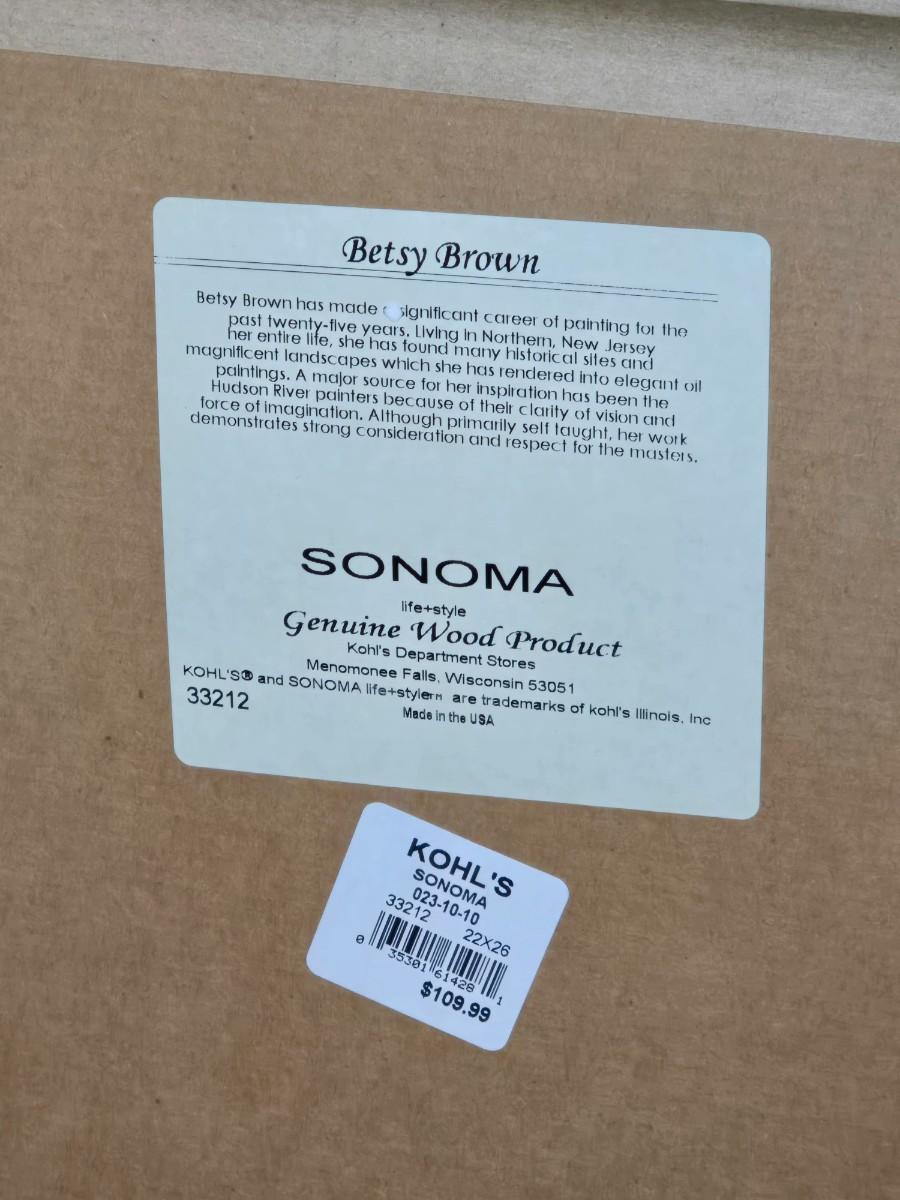 Betsy Brown
Betsy Brown has made significant career of painting for the
past twenty-five years. Living in Northern, New Jersey
her entire life, she has found many historical sites and
magnificent landscapes which she has rendered into elegant oil
paintings. A major source for her inspiration has been the
Hudson River painters because of their clarity of vision and
force of imagination. Although primarily self taught, her work
demonstrates strong consideration and respect for the masters.
SONOMA
life+style
Genuine Wood Product
Kohl's Department Stores
Menomonee Falls, Wisconsin 53051
KOHL'S® and SONOMA life+style™ are trademarks of kohl's Illinois, Inc
33212
Made in the USA
KOHL'S
SONOMA
023-10-10
33212 22X26
0 35301 61428 1
$109.99